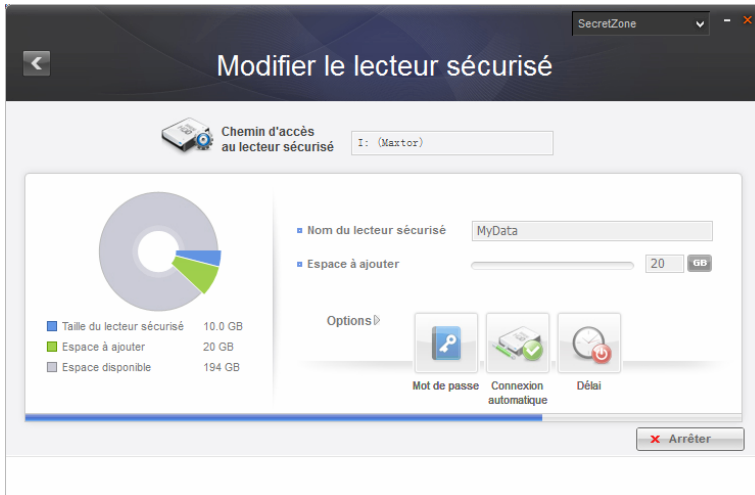 SecretZone
Modifier le lecteur sécurisé
Chemin d'accès
au lecteur sécurisé
I: (Maxtor)
Nom du lecteur sécurisé
MyData
Espace à ajouter
20
GB
Taille du lecteur sécurisé 10.0 GB
Espace à ajouter 20 GB
Espace disponible 194 GB
Options
Mot de passe
Connexion
automatique
Délai
Arrêter